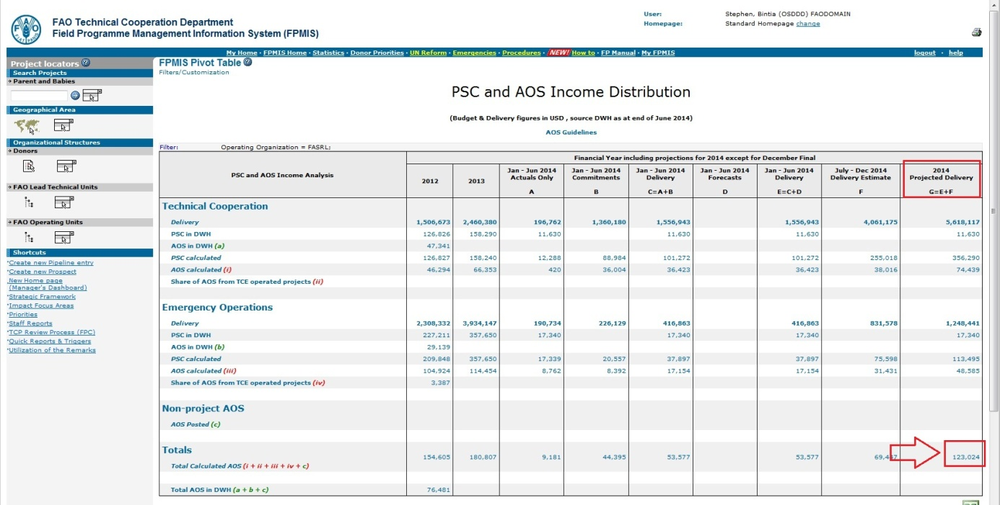 FAO Technical Cooperation Department
Field Programme Management Information System (FPMIS)
User: Stephen, Bintia (OSDDD) FAODOMAIN
Homepage: Standard Homepage change
My Home · FPMIS Home · Statistics · Donor Priorities · UN Reform · Emergencies · Procedures · NEW! How to · FP Manual · My FPMIS
logout · help
Project locators
Search Projects
Parent and Babies
Geographical Area
Organizational Structures
Donors
FAO Lead Technical Units
FAO Operating Units
Shortcuts
Create new Pipeline entry
Create new Prospect
New Home page
(Manager's Dashboard)
Strategic Framework
Impact Focus Areas
Priorities
Staff Reports
TCP Review Process (FPC)
Quick Reports & Triggers
Utilization of the Remarks
FPMIS Pivot Table
Filters/Customization
PSC and AOS Income Distribution
(Budget & Delivery figures in USD , source DWH as at end of June 2014)
AOS Guidelines
Filter: Operating Organization = FASRL;
Financial Year including projections for 2014 except for December Final
PSC and AOS Income Analysis
2012
2013
Jan - Jun 2014 Actuals Only A
Jan - Jun 2014 Commitments B
Jan - Jun 2014 Delivery C=A+B
Jan - Jun 2014 Forecasts D
Jan - Jun 2014 Delivery E=C+D
July - Dec 2014 Delivery Estimate F
2014 Projected Delivery G=E+F
Technical Cooperation
Delivery 1,506,673 2,460,380 196,762 1,360,180 1,556,943 1,556,943 4,061,175 5,618,117
PSC in DWH 126,826 158,290 11,630 11,630 11,630 11,630
AOS in DWH (a) 47,341
PSC calculated 126,827 158,240 12,288 88,984 101,272 101,272 255,018 356,290
AOS calculated (i) 46,294 66,353 420 36,004 36,423 36,423 38,016 74,439
Share of AOS from TCE operated projects (ii)
Emergency Operations
Delivery 2,308,332 3,934,147 190,734 226,129 416,863 416,863 831,578 1,248,441
PSC in DWH 227,211 357,650 17,340 17,340 17,340 17,340
AOS in DWH (b) 29,139
PSC calculated 209,848 357,650 17,339 20,557 37,897 37,897 75,598 113,495
AOS calculated (iii) 104,924 114,454 8,762 8,392 17,154 17,154 31,431 48,585
Share of AOS from TCE operated projects (iv) 3,387
Non-project AOS
AOS Posted (c)
Totals
154,605 180,807 9,181 44,395 53,577 53,577 69,447 123,024
Total Calculated AOS (i + ii + iii + iv + c)
Total AOS in DWH (a + b + c) 76,481